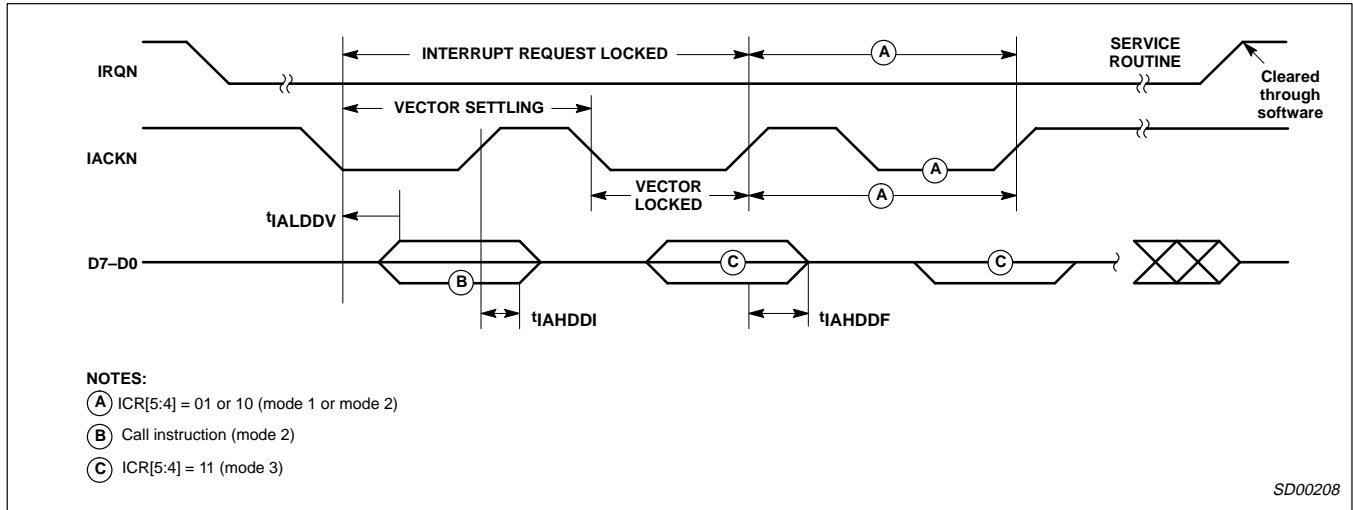 INTERRUPT REQUEST LOCKED
A
SERVICE
ROUTINE
IRQN
Cleared
through
software
VECTOR SETTLING
IACKN
A
VECTOR
LOCKED
A
tIALDDV
D7–D0
B
C
C
tIAHDDI
tIAHDDF
NOTES:
A ICR[5:4] = 01 or 10 (mode 1 or mode 2)
B Call instruction (mode 2)
C ICR[5:4] = 11 (mode 3)
SD00208